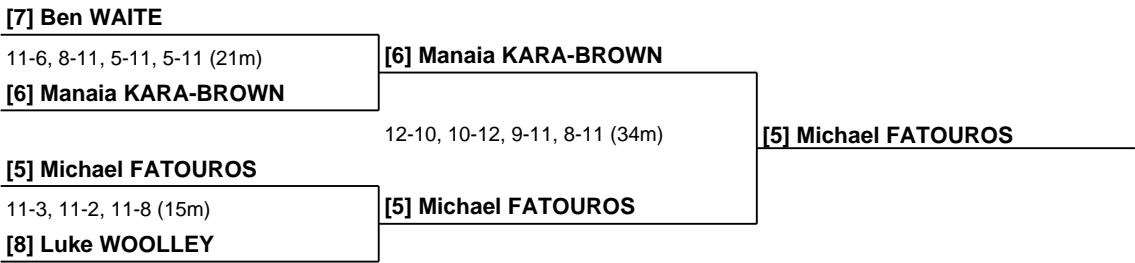 [7] Ben WAITE
11-6, 8-11, 5-11, 5-11 (21m)
[6] Manaia KARA-BROWN
[6] Manaia KARA-BROWN
12-10, 10-12, 9-11, 8-11 (34m)
[5] Michael FATOUROS
[5] Michael FATOUROS
11-3, 11-2, 11-8 (15m)
[5] Michael FATOUROS
[8] Luke WOOLLEY